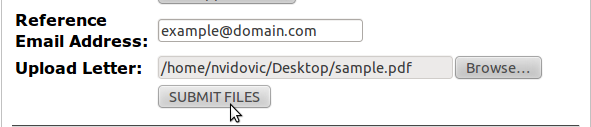 Reference
Email Address: example@domain.com
Upload Letter: /home/nvidovic/Desktop/sample.pdf Browse...
SUBMIT FILES